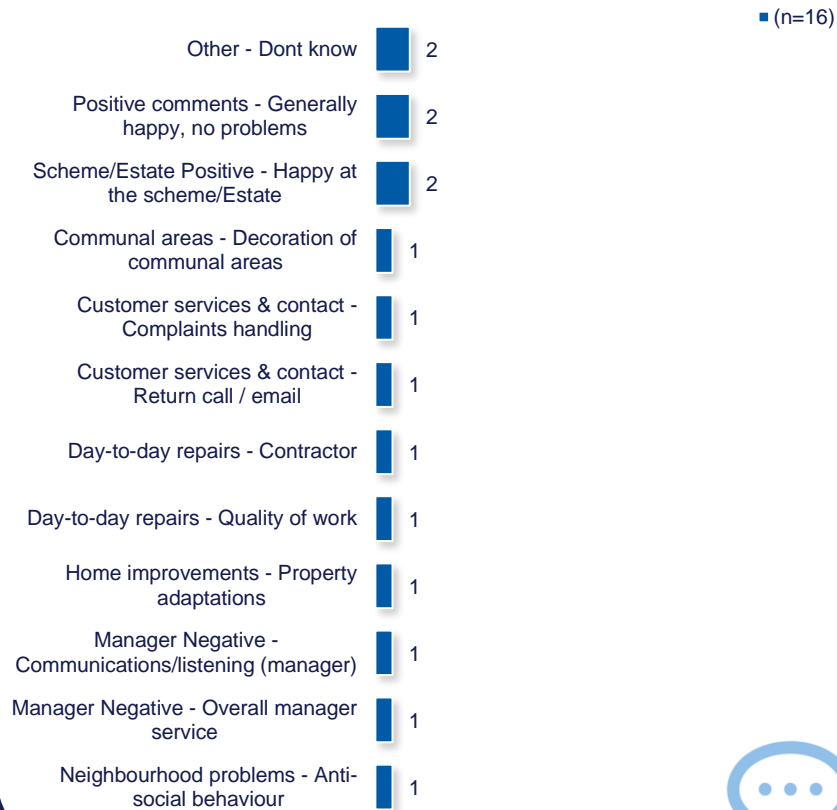 (n=16)
Other - Dont know
2
Positive comments - Generally
happy, no problems
2
Scheme/Estate Positive - Happy at
the scheme/Estate
2
Communal areas - Decoration of
communal areas
1
Customer services & contact -
Complaints handling
1
Customer services & contact -
Return call / email
1
Day-to-day repairs - Contractor
1
Day-to-day repairs - Quality of work
1
Home improvements - Property
adaptations
1
Manager Negative -
Communications/listening (manager)
1
Manager Negative - Overall manager
service
1
Neighbourhood problems - Anti-
social behaviour
1